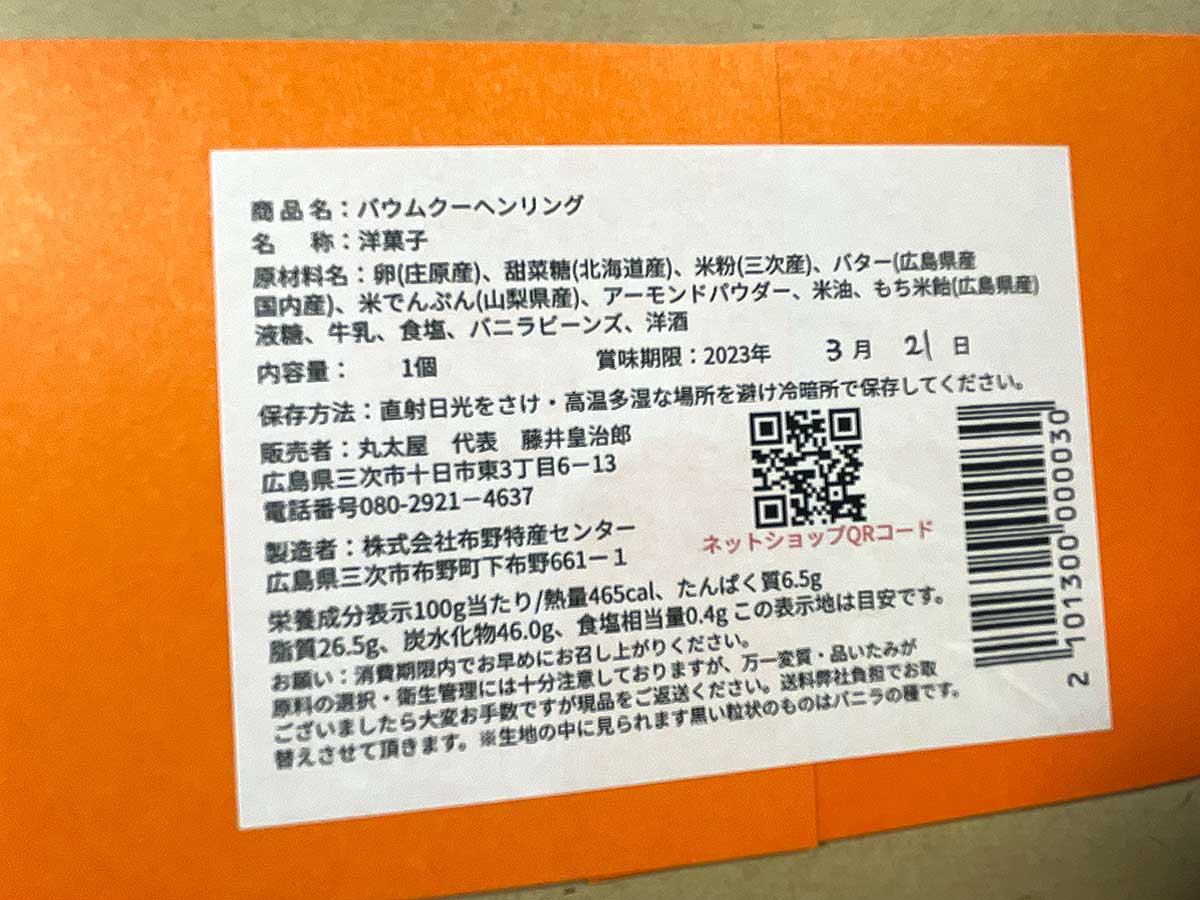 商品名：バウムクーヘンリング
名　称：洋菓子
原材料名：卵(庄原産)、甜菜糖(北海道産)、米粉(三次産)、バター(広島県産
国内産)、米でんぷん(山梨県産)、アーモンドパウダー、米油、もち米飴(広島県産)
液糖、牛乳、食塩、バニラビーンズ、洋酒
内容量：　1個　賞味期限：2023年　3月　21日
保存方法：直射日光をさけ・高温多湿な場所を避け冷暗所で保存してください。
販売者：丸太屋　代表　藤井皇治郎
広島県三次市十日市東3丁目6－13
電話番号080-2921－4637
製造者：株式会社布野特産センター
広島県三次市布野町下布野661－1
ネットショップQRコード
栄養成分表示100g当たり/熱量465cal、たんぱく質6.5g
脂質26.5g、炭水化物46.0g、食塩相当量0.4g この表示地は目安です。
お願い：消費期限内でお早めにお召し上がりください。
原料の選択・衛生管理には十分注意しておりますが、万一変質・品いたみが
ございましたら大変お手数ですが現品をご返送ください。送料弊社負担でお取
替えさせて頂きます。※生地の中に見られます黒い粒状のものはバニラの種です。
2 101300 000030